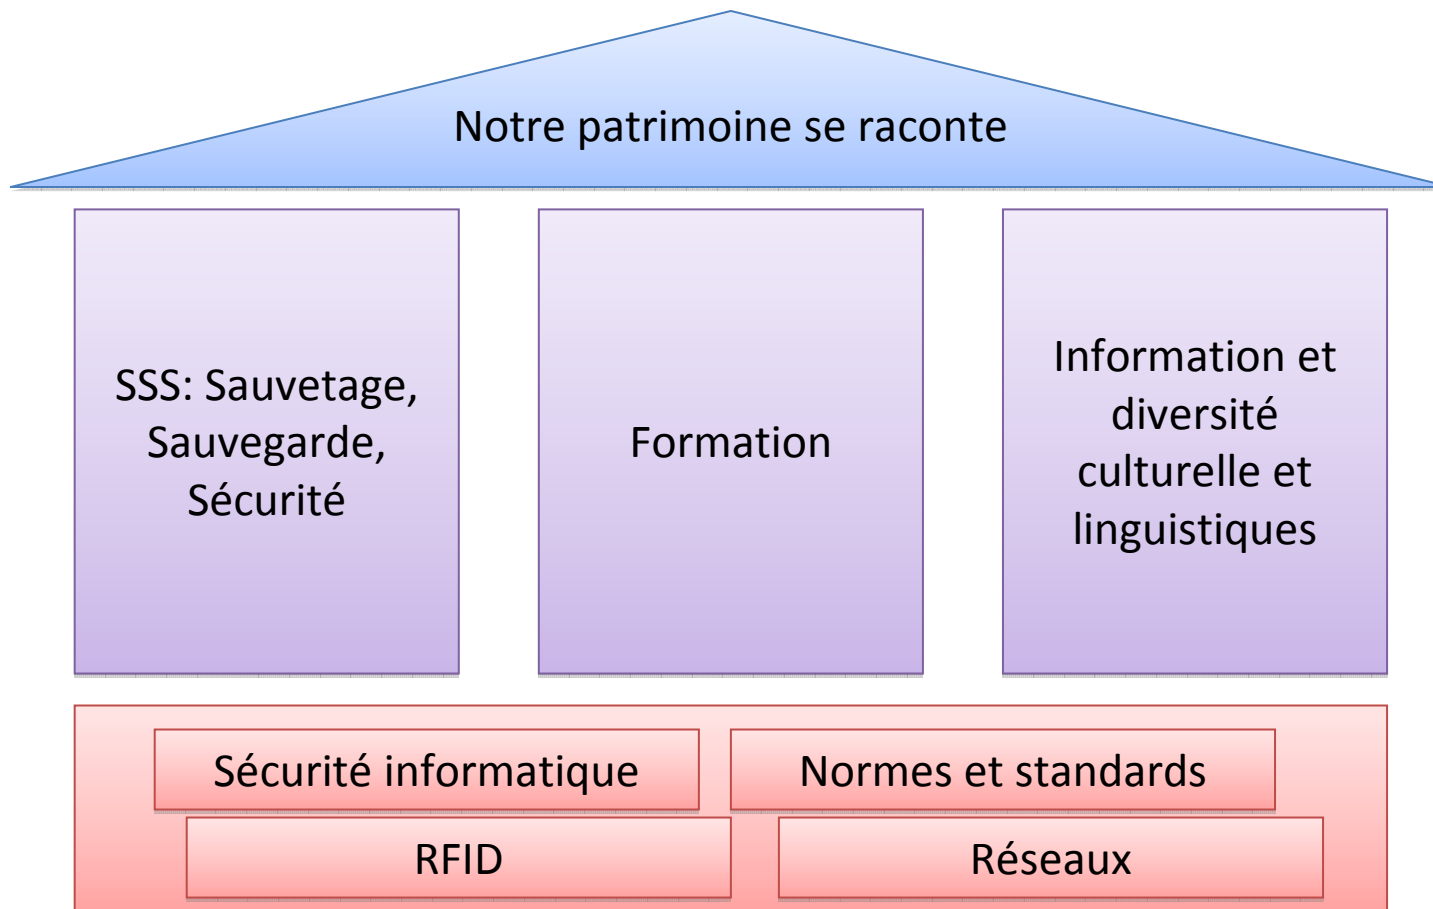 Notre patrimoine se raconte
SSS: Sauvetage,
Sauvegarde,
Sécurité
Formation
Information et
diversité
culturelle et
linguistiques
Sécurité informatique
Normes et standards
RFID
Réseaux